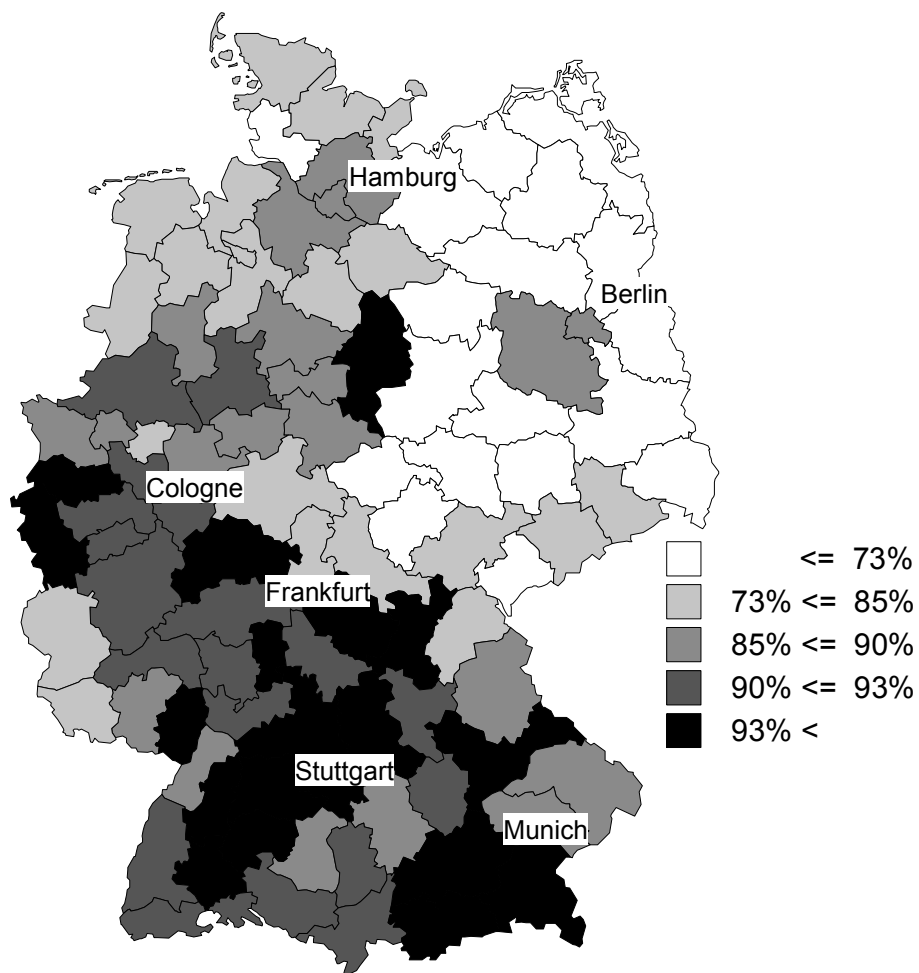 Hamburg
Berlin
Cologne
Frankfurt
Stuttgart
Munich
<= 73%
73% <= 85%
85% <= 90%
90% <= 93%
93% <